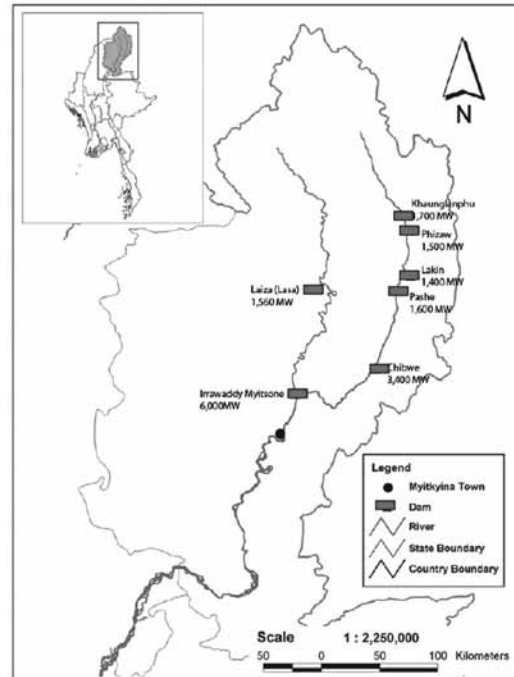 N
Khaunglanphu
1,700 MW
Phizaw
1,500 MW
Lakin
1,400 MW
Pashe
1,600 MW
Laiza (Lasa)
1,560 MW
Chibwe
3,400 MW
Irrawaddy Myitsone
6,000MW
Legend
Myitkyina Town
Dam
River
State Boundary
Country Boundary
Scale 1 : 2,250,000
50 0 50 100 Kilometers